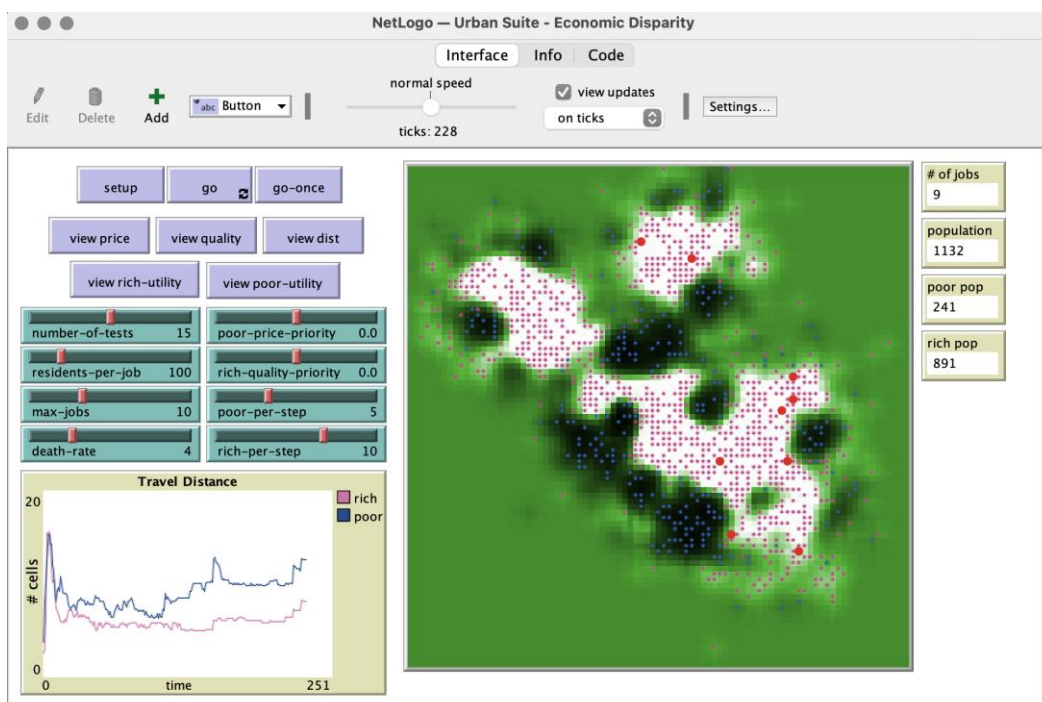 NetLogo — Urban Suite - Economic Disparity
Interface Info Code
normal speed
view updates
Edit Delete Add
abc Button
on ticks
Settings...
ticks: 228
setup go go-once
view price view quality view dist
view rich-utility view poor-utility
number-of-tests 15 poor-price-priority 0.0
residents-per-job 100 rich-quality-priority 0.0
max-jobs 10 poor-per-step 5
death-rate 4 rich-per-step 10
Travel Distance
20
rich
poor
# cells
0
0 time 251
# of jobs
9
population
1132
poor pop
241
rich pop
891